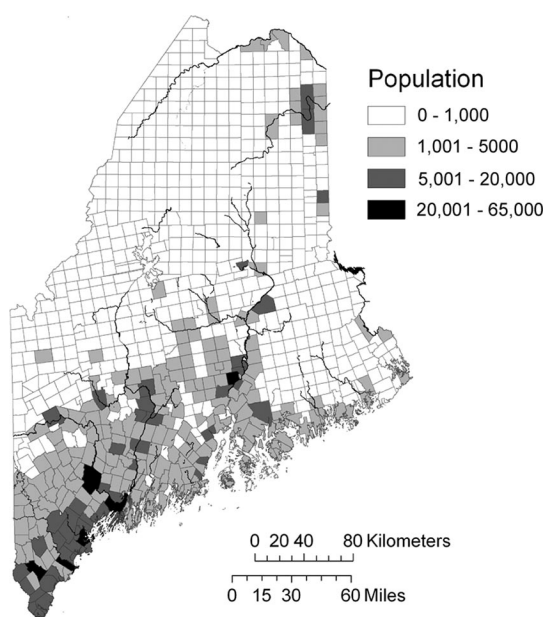 Population
0 - 1,000
1,001 - 5000
5,001 - 20,000
20,001 - 65,000
0 20 40 80 Kilometers
0 15 30 60 Miles